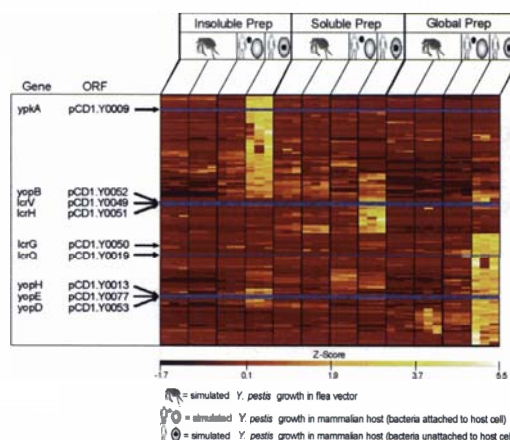 Insoluble Prep Soluble Prep Global Prep
Gene ORF
ypkA pCD1.Y0009
yopB pCD1.Y0052
lcrV pCD1.Y0049
lcrH pCD1.Y0051
lcrG pCD1.Y0050
lcrQ pCD1.Y0019
yopH pCD1.Y0013
yopE pCD1.Y0077
yopD pCD1.Y0053
Z-Score
-1.7 0.1 1.9 3.7 5.5
= simulated Y. pestis growth in flea vector
= simulated Y. pestis growth in mammalian host (bacteria attached to host cell)
= simulated Y. pestis growth in mammalian host (bacteria unattached to host cell